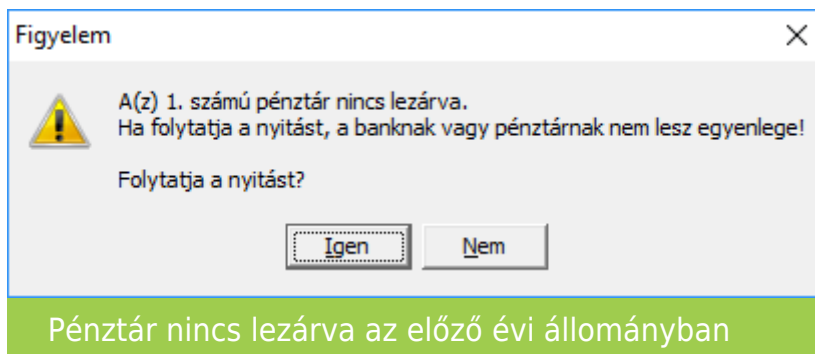 Figyelem
A(z) 1. számú pénztár nincs lezárva.
Ha folytatja a nyitást, a banknak vagy pénztárnak nem lesz egyenlege!
Folytatja a nyitást?
Igen Nem
Pénztár nincs lezárva az előző évi állományban